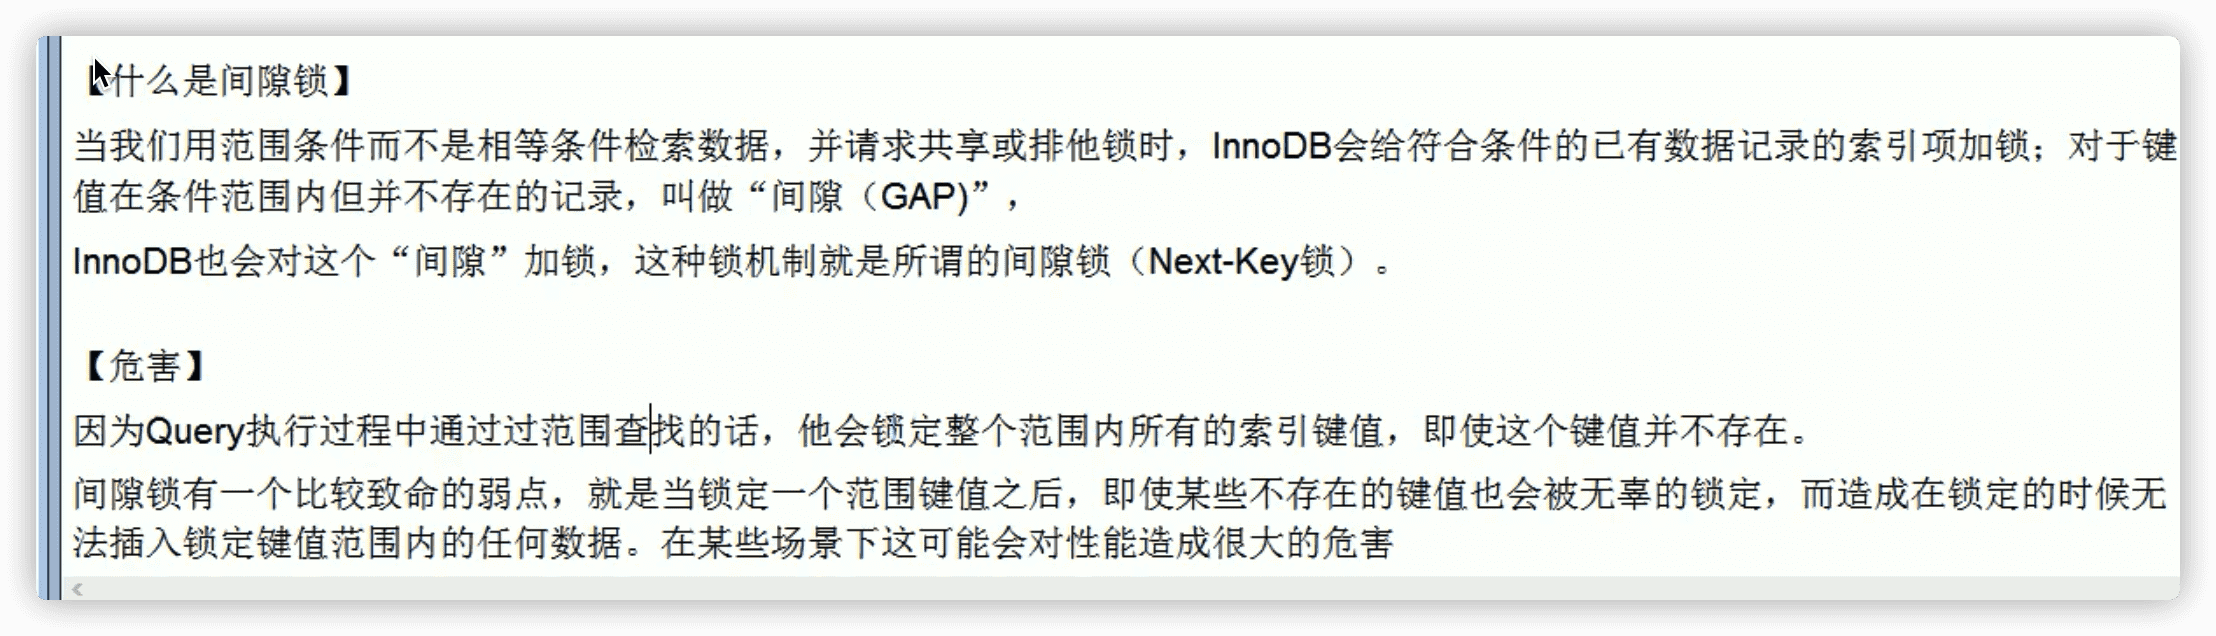 【什么是间隙锁】
当我们用范围条件而不是相等条件检索数据，并请求共享或排他锁时，InnoDB会给符合条件的已有数据记录的索引项加锁；对于键
值在条件范围内但并不存在的记录，叫做“间隙（GAP)”，
InnoDB也会对这个“间隙”加锁，这种锁机制就是所谓的间隙锁（Next-Key锁）。
【危害】
因为Query执行过程中通过过范围查找的话，他会锁定整个范围内所有的索引键值，即使这个键值并不存在。
间隙锁有一个比较致命的弱点，就是当锁定一个范围键值之后，即使某些不存在的键值也会被无辜的锁定，而造成在锁定的时候无
法插入锁定键值范围内的任何数据。在某些场景下这可能会对性能造成很大的危害